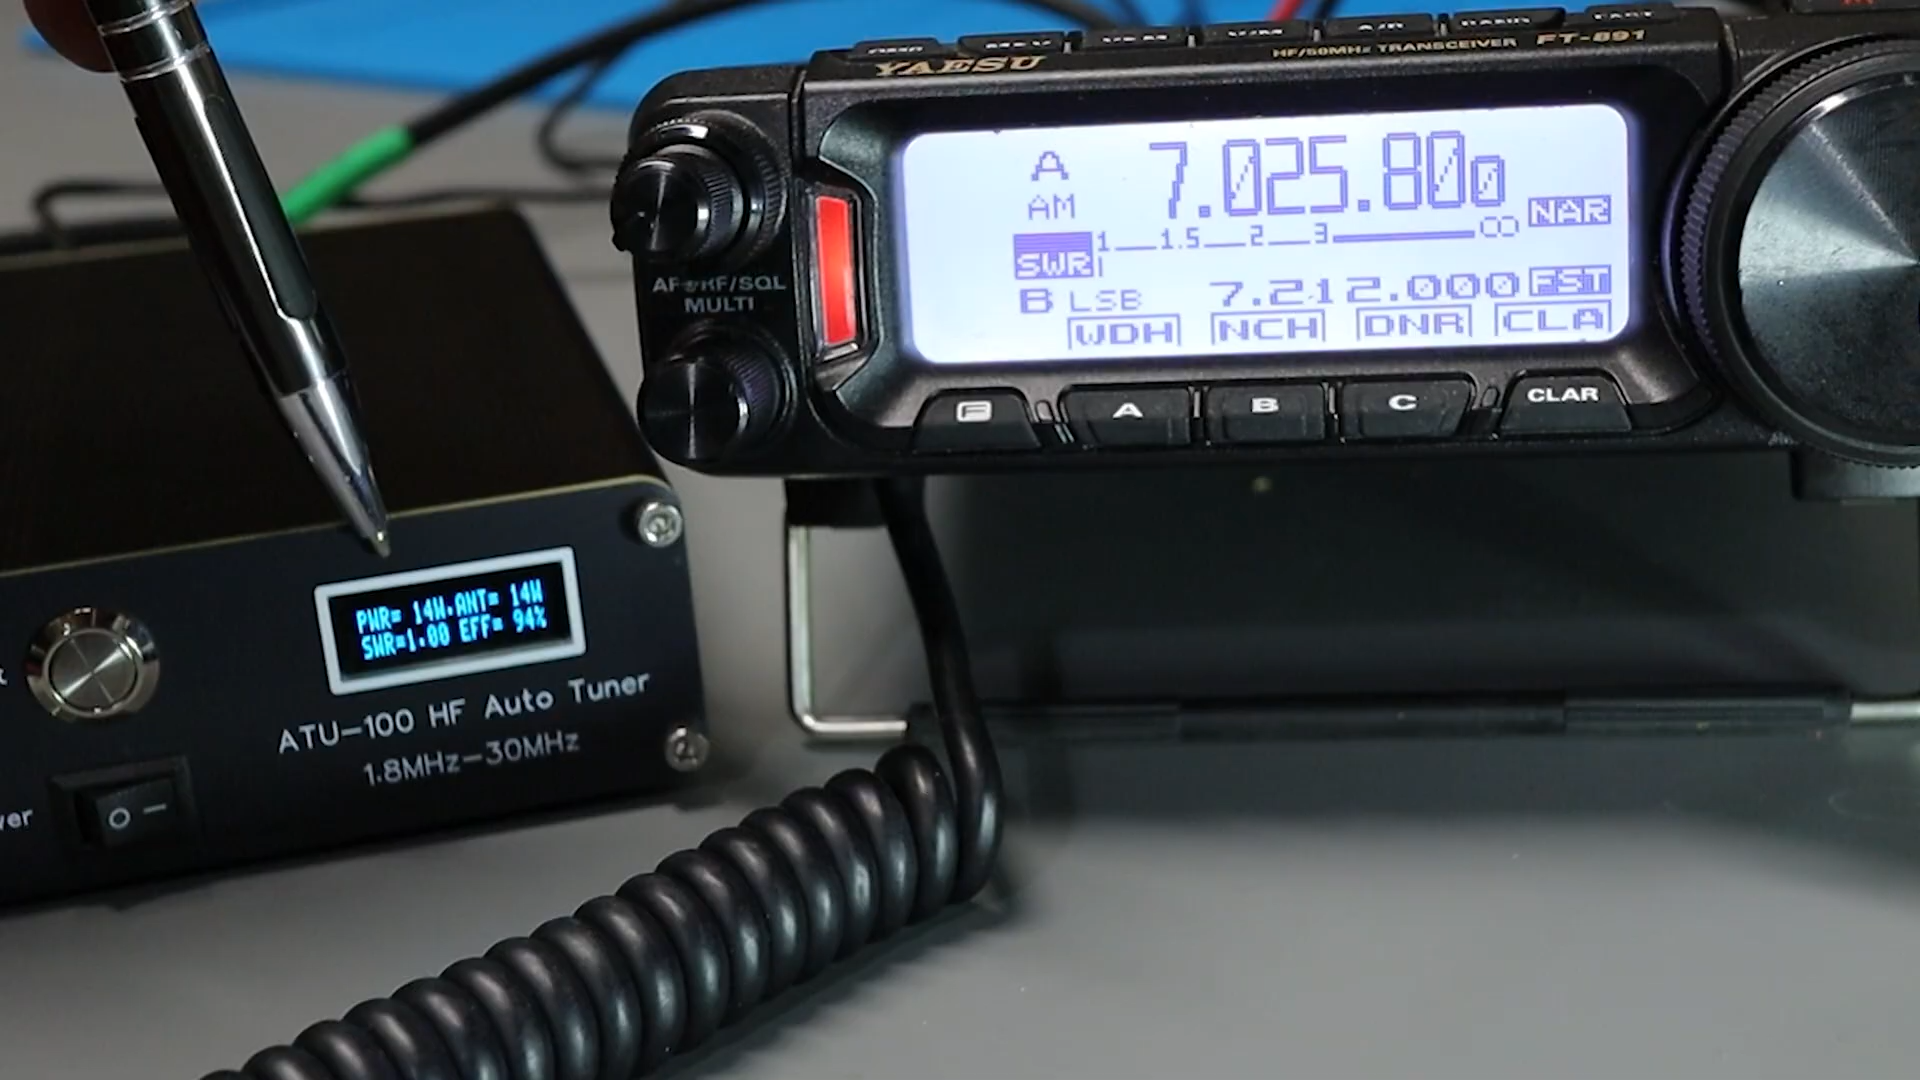 YAESU
HF/50MHz TRANSCEIVER FT-891
A 7.025.800
AM
NAR
SWR 1 1.5 2 3 ∞
B LSB 7.212.000 FST
WDH NCH DNR CLA
AF RF/SQL
MULTI
F A B C CLAR
PWR= 14W ANT= 14W
SWR=1.00 EFF= 94%
ATU-100 HF Auto Tuner
1.8MHz-30MHz
O –